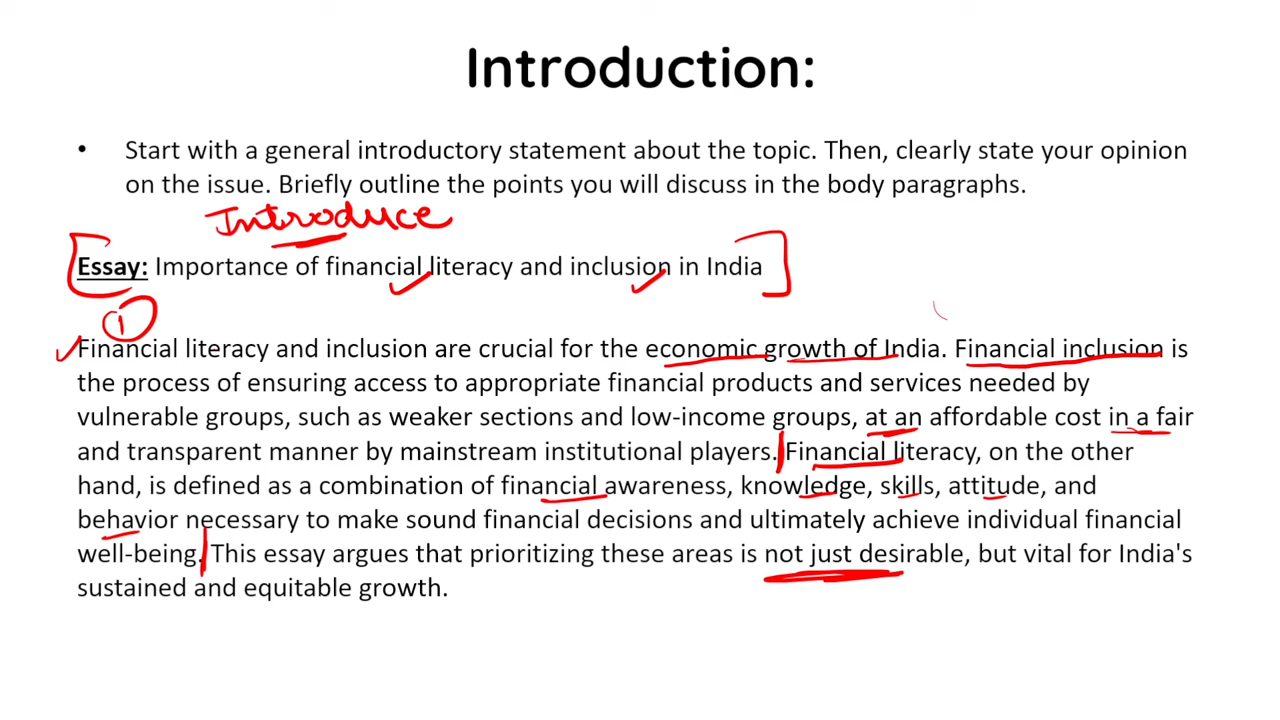 Introduction:
• Start with a general introductory statement about the topic. Then, clearly state your opinion
on the issue. Briefly outline the points you will discuss in the body paragraphs.
Introduce
Essay: Importance of financial literacy and inclusion in India
1
Financial literacy and inclusion are crucial for the economic growth of India. Financial inclusion is
the process of ensuring access to appropriate financial products and services needed by
vulnerable groups, such as weaker sections and low-income groups, at an affordable cost in a fair
and transparent manner by mainstream institutional players. Financial literacy, on the other
hand, is defined as a combination of financial awareness, knowledge, skills, attitude, and
behavior necessary to make sound financial decisions and ultimately achieve individual financial
well-being. This essay argues that prioritizing these areas is not just desirable, but vital for India's
sustained and equitable growth.